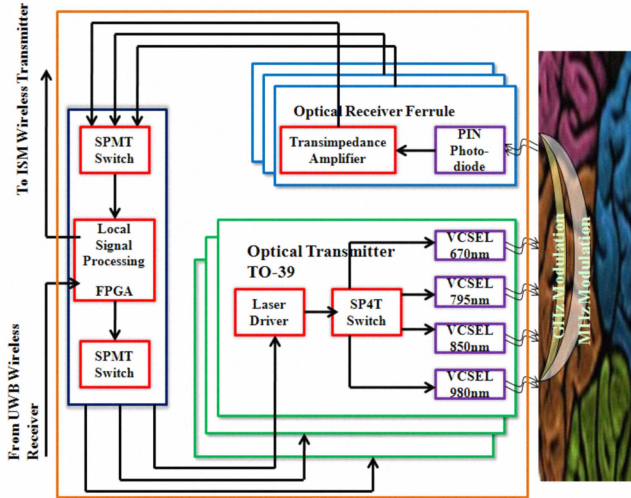 To ISM Wireless Transmitter
SPMT
Switch
Local
Signal
Processing
FPGA
SPMT
Switch
From UWB Wireless
Receiver
Optical Receiver Ferrule
Transimpedance
Amplifier
PIN
Photo-
diode
Optical Transmitter
TO-39
Laser
Driver
SP4T
Switch
VCSEL
670nm
VCSEL
795nm
VCSEL
850nm
VCSEL
980nm
GHz Modulation
MHz Modulation